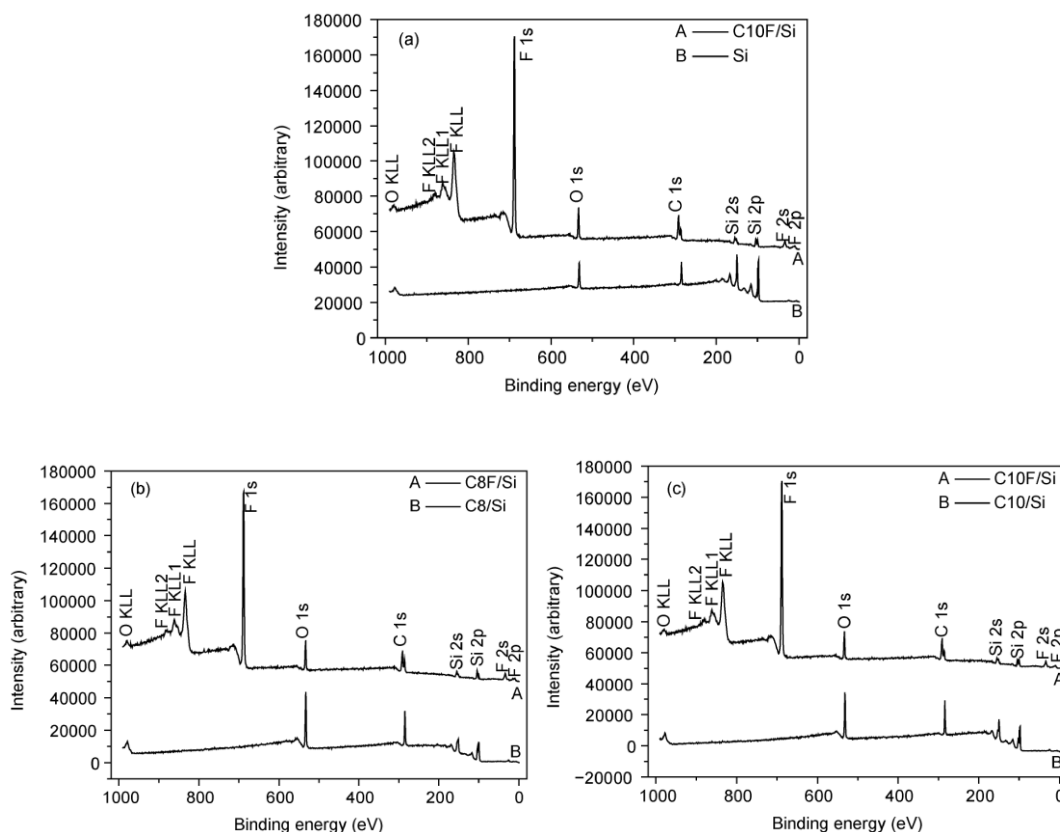 (a)
A — C10F/Si
B — Si
Intensity (arbitrary)
180000
160000
140000
120000
100000
80000
60000
40000
20000
0
O KLL
F KLL2
F KLL1
F KLL
F 1s
O 1s
C 1s
Si 2s
Si 2p
F 2s
F 2p
A
B
1000 800 600 400 200 0
Binding energy (eV)
(b)
A — C8F/Si
B — C8/Si
Intensity (arbitrary)
180000
160000
140000
120000
100000
80000
60000
40000
20000
0
O KLL
F KLL2
F KLL1
F KLL
F 1s
O 1s
C 1s
Si 2s
Si 2p
F 2s
F 2p
A
B
1000 800 600 400 200 0
Binding energy (eV)
(c)
A — C10F/Si
B — C10/Si
Intensity (arbitrary)
180000
160000
140000
120000
100000
80000
60000
40000
20000
0
−20000
O KLL
F KLL2
F KLL1
F KLL
F 1s
O 1s
C 1s
Si 2s
Si 2p
F 2s
F 2p
A
B
1000 800 600 400 200 0
Binding energy (eV)